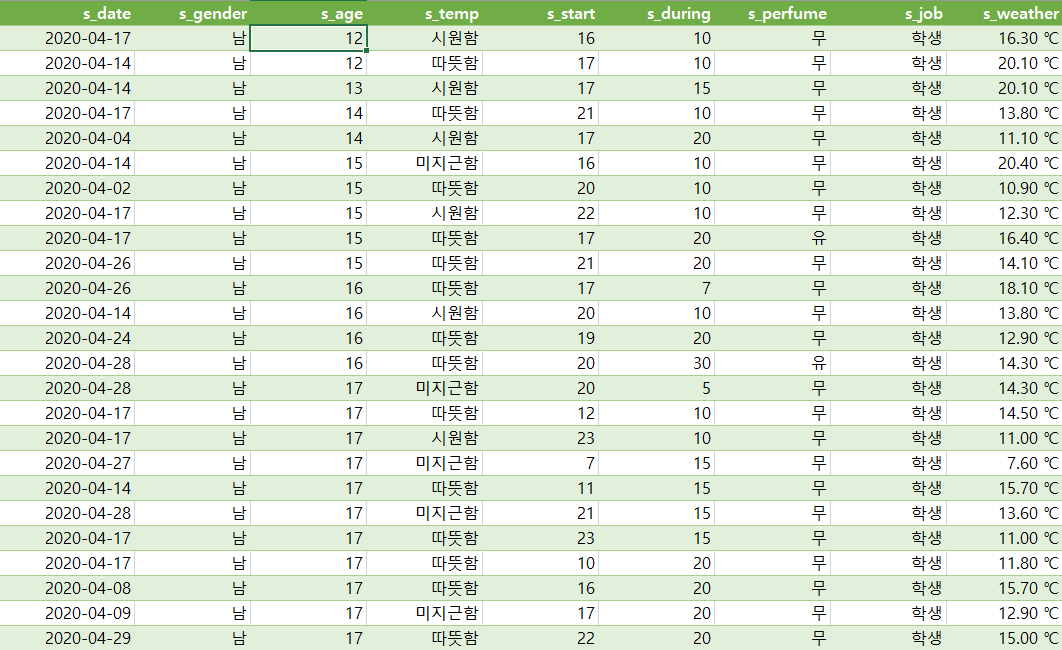 s_date s_gender s_age s_temp s_start s_during s_perfume s_job s_weather
2020-04-17 남 12 시원함 16 10 무 학생 16.30 ℃
2020-04-14 남 12 따뜻함 17 10 무 학생 20.10 ℃
2020-04-14 남 13 시원함 17 15 무 학생 20.10 ℃
2020-04-17 남 14 따뜻함 21 10 무 학생 13.80 ℃
2020-04-04 남 14 시원함 17 20 무 학생 11.10 ℃
2020-04-14 남 15 미지근함 16 10 무 학생 20.40 ℃
2020-04-02 남 15 따뜻함 20 10 무 학생 10.90 ℃
2020-04-17 남 15 시원함 22 10 무 학생 12.30 ℃
2020-04-17 남 15 따뜻함 17 20 유 학생 16.40 ℃
2020-04-26 남 15 따뜻함 21 20 무 학생 14.10 ℃
2020-04-26 남 16 따뜻함 17 7 무 학생 18.10 ℃
2020-04-14 남 16 시원함 20 10 무 학생 13.80 ℃
2020-04-24 남 16 따뜻함 19 20 무 학생 12.90 ℃
2020-04-28 남 16 따뜻함 20 30 유 학생 14.30 ℃
2020-04-28 남 17 미지근함 20 5 무 학생 14.30 ℃
2020-04-17 남 17 따뜻함 12 10 무 학생 14.50 ℃
2020-04-17 남 17 시원함 23 10 무 학생 11.00 ℃
2020-04-27 남 17 미지근함 7 15 무 학생 7.60 ℃
2020-04-14 남 17 따뜻함 11 15 무 학생 15.70 ℃
2020-04-28 남 17 미지근함 21 15 무 학생 13.60 ℃
2020-04-17 남 17 따뜻함 23 15 무 학생 11.00 ℃
2020-04-17 남 17 따뜻함 10 20 무 학생 11.80 ℃
2020-04-08 남 17 따뜻함 16 20 무 학생 15.70 ℃
2020-04-09 남 17 미지근함 17 20 무 학생 12.90 ℃
2020-04-29 남 17 따뜻함 22 20 무 학생 15.00 ℃